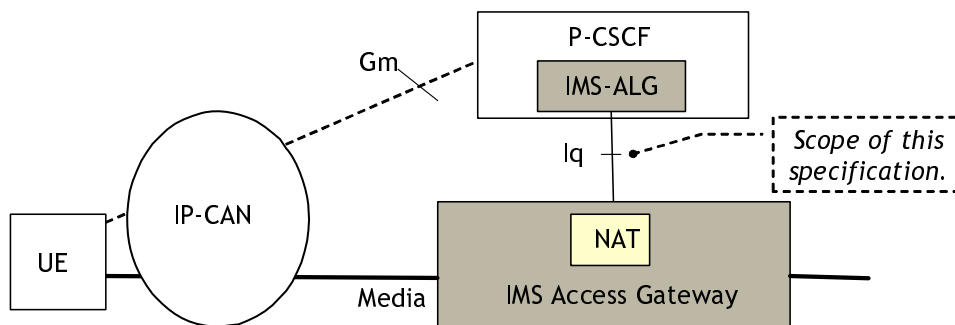 P-CSCF
Gm
IMS-ALG
Iq
Scope of this
specification.
IP-CAN
NAT
UE
Media
IMS Access Gateway